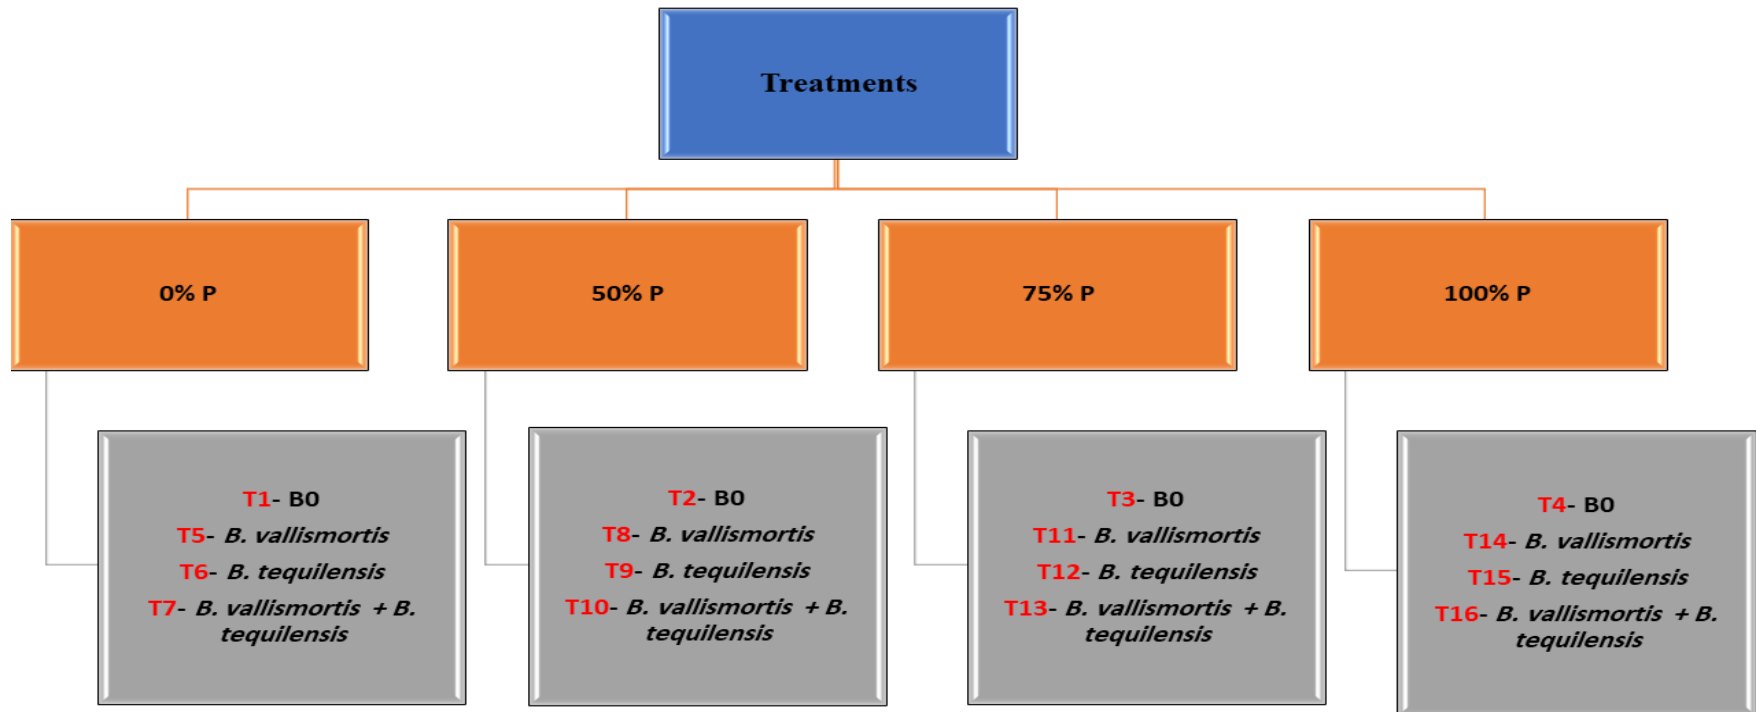 Treatments
0% P
50% P
75% P
100% P
T1- B0
T5- B. vallismortis
T6- B. tequilensis
T7- B. vallismortis + B.
tequilensis
T2- B0
T8- B. vallismortis
T9- B. tequilensis
T10- B. vallismortis + B.
tequilensis
T3- B0
T11- B. vallismortis
T12- B. tequilensis
T13- B. vallismortis + B.
tequilensis
T4- B0
T14- B. vallismortis
T15- B. tequilensis
T16- B. vallismortis + B.
tequilensis